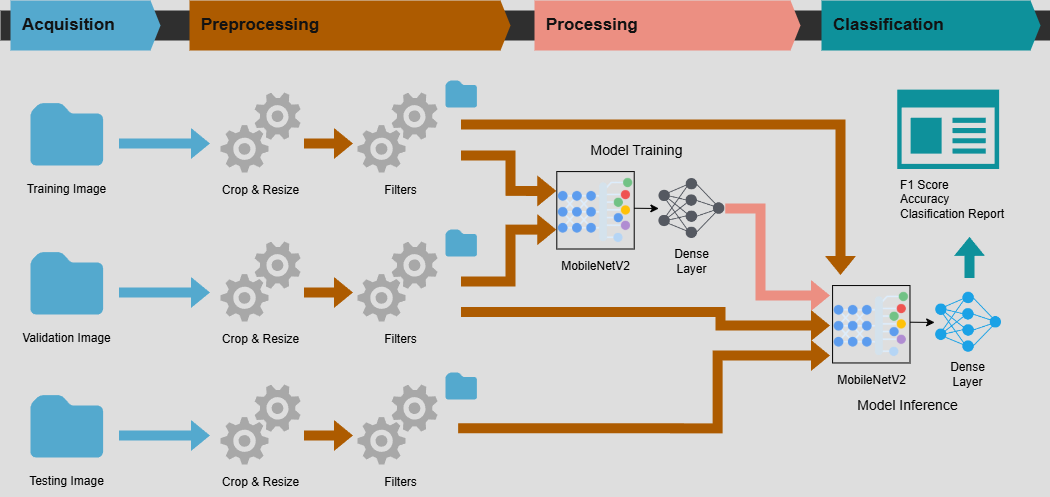 Acquisition
Preprocessing
Processing
Classification
Training Image
Crop & Resize
Filters
Model Training
MobileNetV2
Dense
Layer
F1 Score
Accuracy
Classification Report
Validation Image
Crop & Resize
Filters
MobileNetV2
Dense
Layer
Model Inference
Testing Image
Crop & Resize
Filters